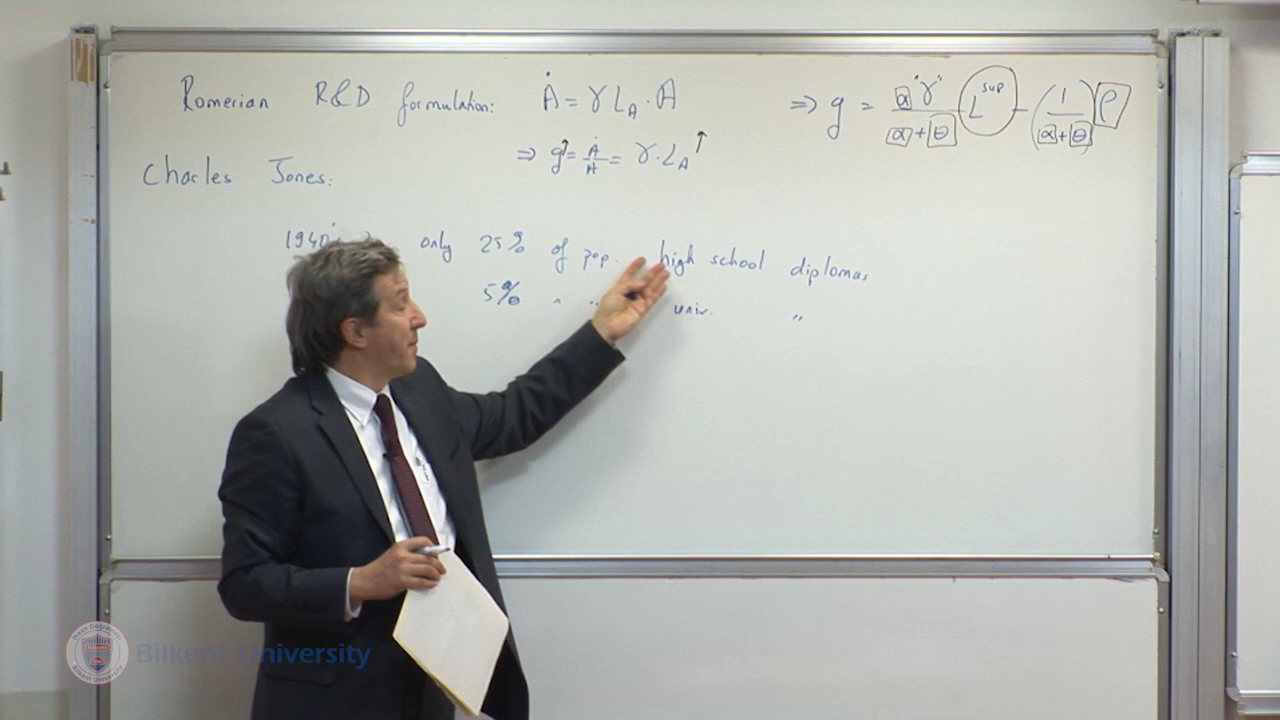 Romerian R&D formulation: Ȧ = γ L_A · A ⇒ g = α"γ"/(α+θ) L^sup − (1/(α+θ)) ρ
⇒ g↑ = Ȧ/A = γ · L_A ↑
Charles Jones:
1940's only 25% of pop. high school diplomas
5% " " univ. "
Bilkent University